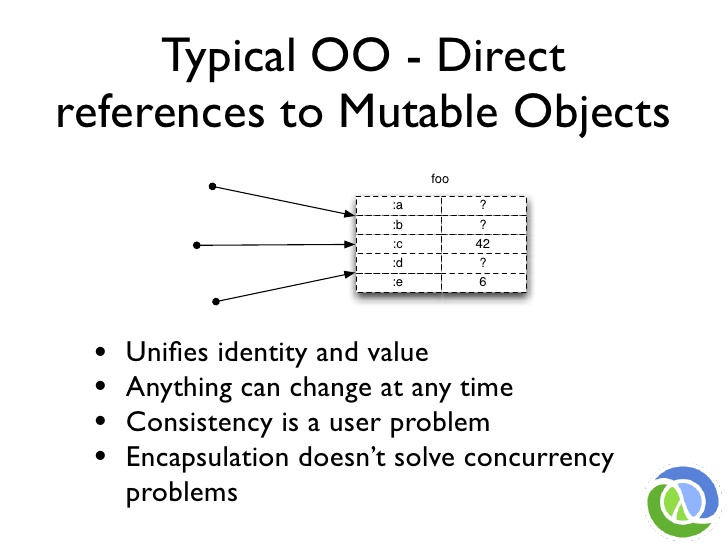 Typical OO - Direct
references to Mutable Objects
foo
:a ?
:b ?
:c 42
:d ?
:e 6
• Unifies identity and value
• Anything can change at any time
• Consistency is a user problem
• Encapsulation doesn’t solve concurrency
problems